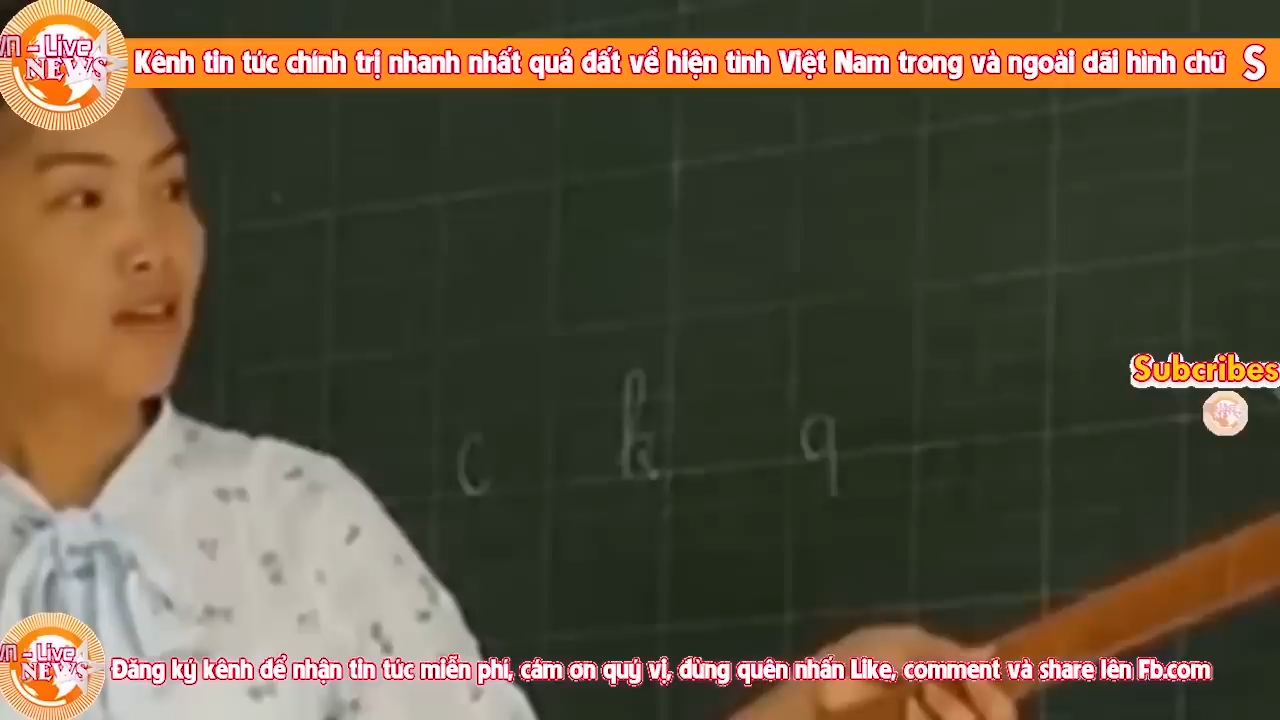 VN - Live
NEWS
Kênh tin tức chính trị nhanh nhất quả đất về hiện tình Việt Nam trong và ngoài dãi hình chữ S
Subcribes
c k q
VN - Live
NEWS
Đăng ký kênh để nhận tin tức miễn phí, cám ơn quý vị, đừng quên nhấn Like, comment và share lên Fb.com